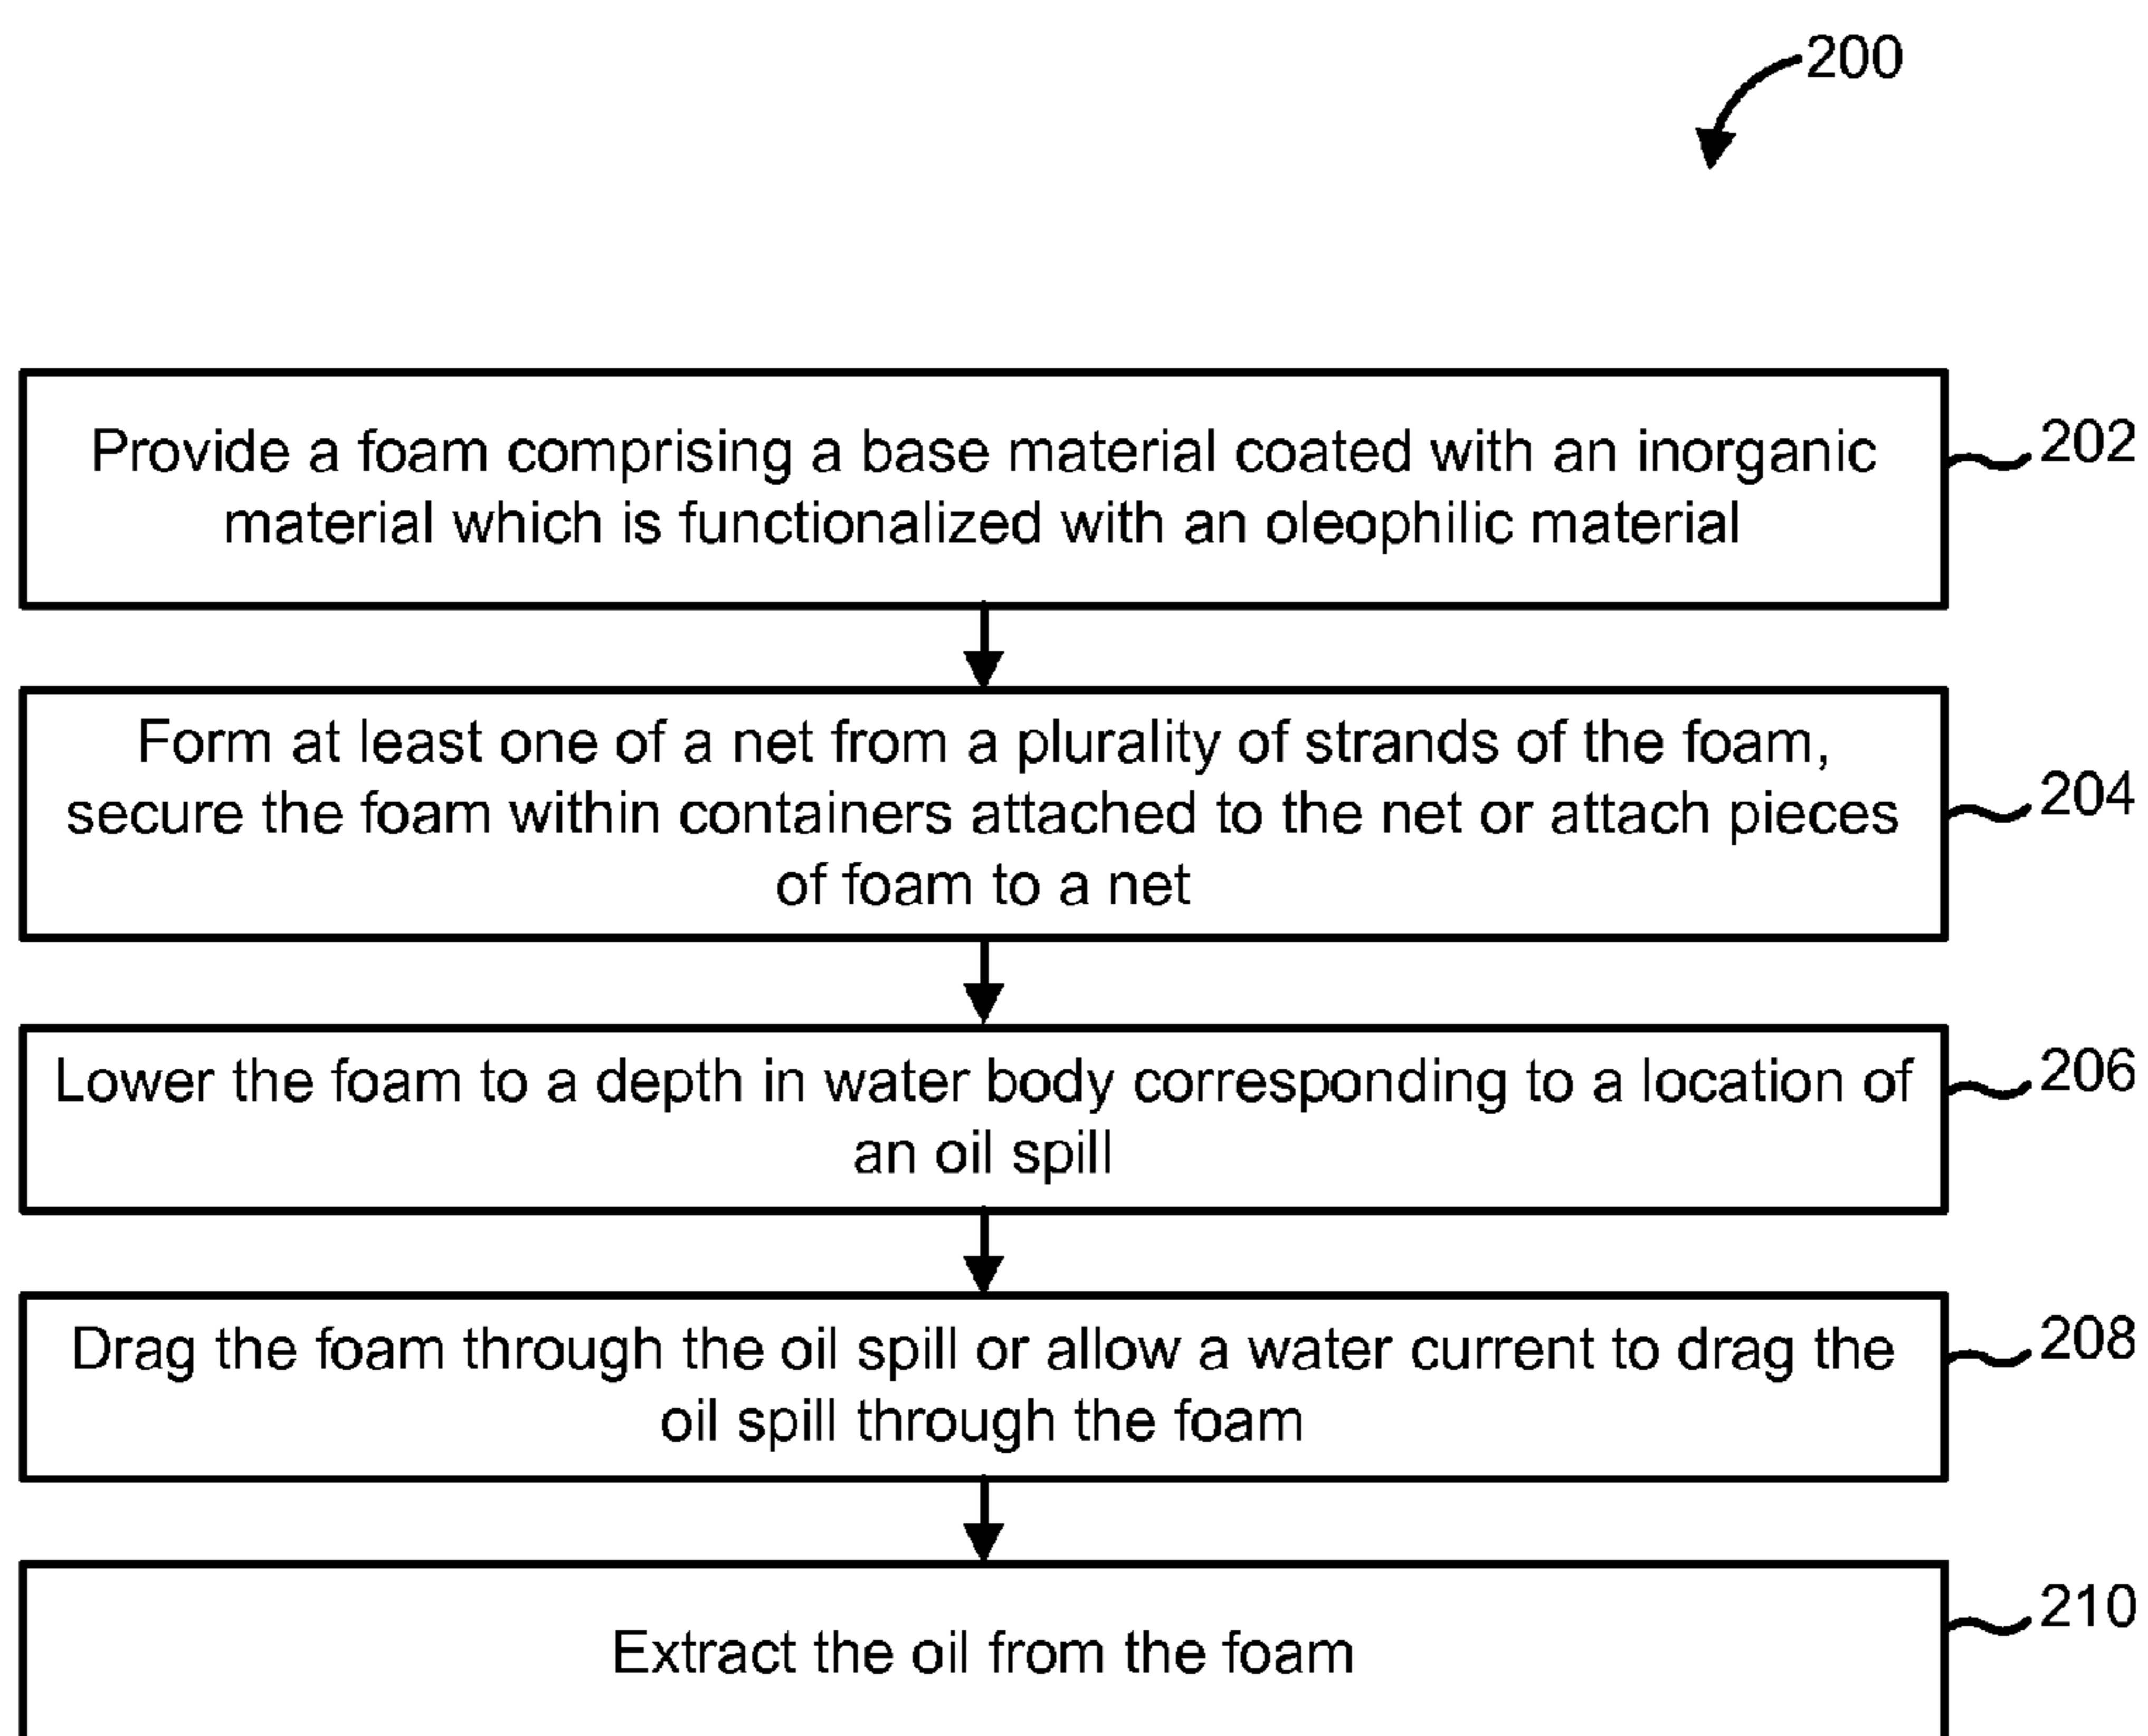 200
Provide a foam comprising a base material coated with an inorganic
material which is functionalized with an oleophilic material
202
Form at least one of a net from a plurality of strands of the foam,
secure the foam within containers attached to the net or attach pieces
of foam to a net
204
Lower the foam to a depth in water body corresponding to a location of
an oil spill
206
Drag the foam through the oil spill or allow a water current to drag the
oil spill through the foam
208
Extract the oil from the foam
210